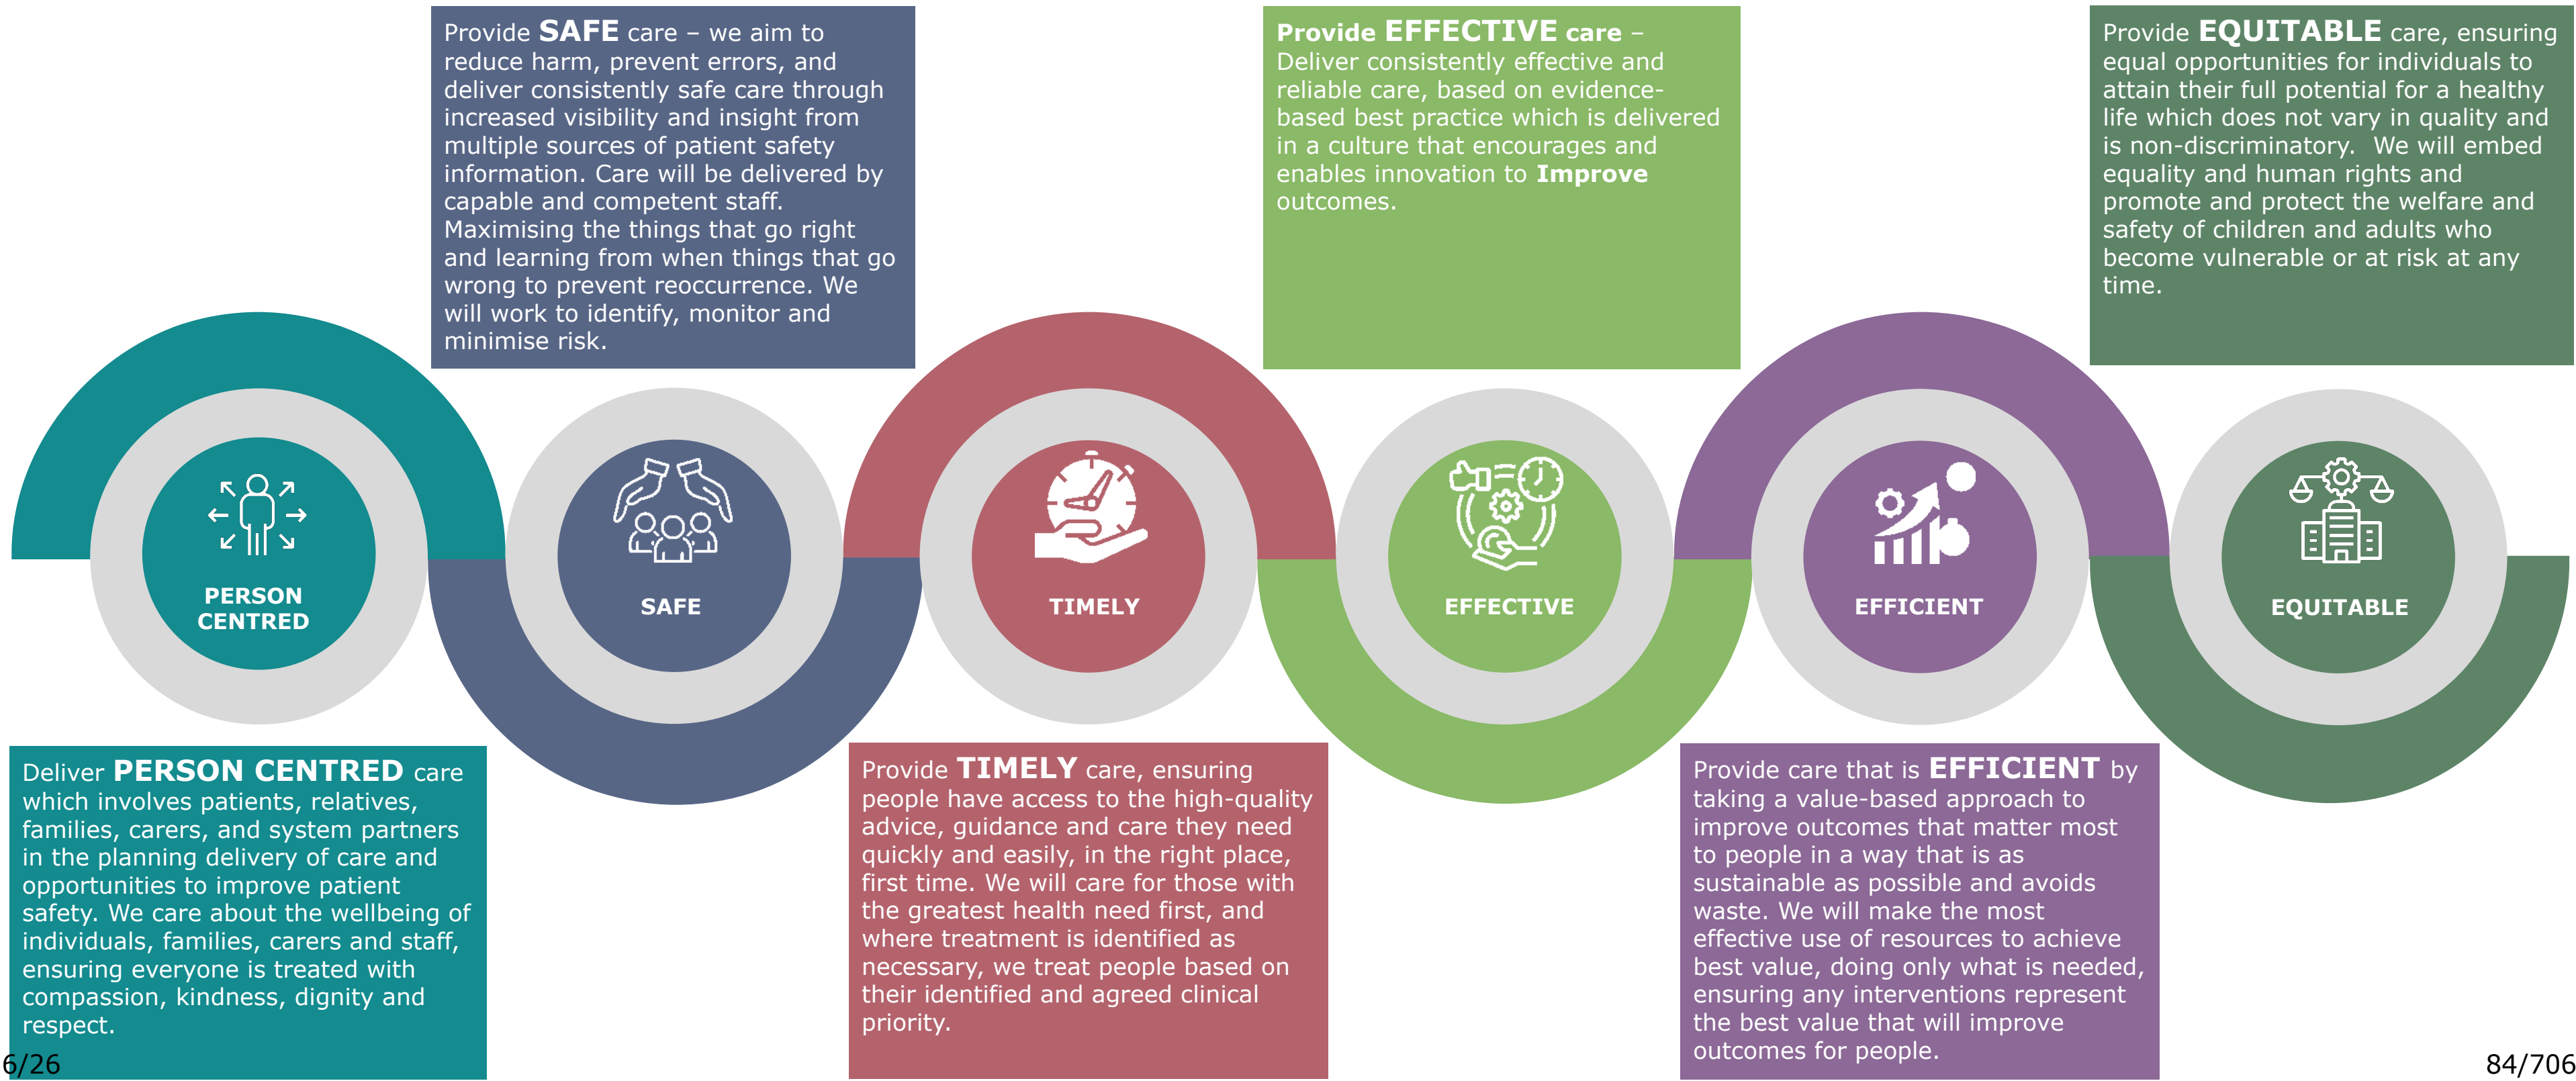 Provide SAFE care – we aim to
reduce harm, prevent errors, and
deliver consistently safe care through
increased visibility and insight from
multiple sources of patient safety
information. Care will be delivered by
capable and competent staff.
Maximising the things that go right
and learning from when things that go
wrong to prevent reoccurrence. We
will work to identify, monitor and
minimise risk.
Provide EFFECTIVE care –
Deliver consistently effective and
reliable care, based on evidence-
based best practice which is delivered
in a culture that encourages and
enables innovation to Improve
outcomes.
Provide EQUITABLE care, ensuring
equal opportunities for individuals to
attain their full potential for a healthy
life which does not vary in quality and
is non-discriminatory.  We will embed
equality and human rights and
promote and protect the welfare and
safety of children and adults who
become vulnerable or at risk at any
time.
PERSON
CENTRED
SAFE
TIMELY
EFFECTIVE
EFFICIENT
EQUITABLE
Deliver PERSON CENTRED care
which involves patients, relatives,
families, carers, and system partners
in the planning delivery of care and
opportunities to improve patient
safety. We care about the wellbeing of
individuals, families, carers and staff,
ensuring everyone is treated with
compassion, kindness, dignity and
respect.
Provide TIMELY care, ensuring
people have access to the high-quality
advice, guidance and care they need
quickly and easily, in the right place,
first time. We will care for those with
the greatest health need first, and
where treatment is identified as
necessary, we treat people based on
their identified and agreed clinical
priority.
Provide care that is EFFICIENT by
taking a value-based approach to
improve outcomes that matter most
to people in a way that is as
sustainable as possible and avoids
waste. We will make the most
effective use of resources to achieve
best value, doing only what is needed,
ensuring any interventions represent
the best value that will improve
outcomes for people.
6/26
84/706